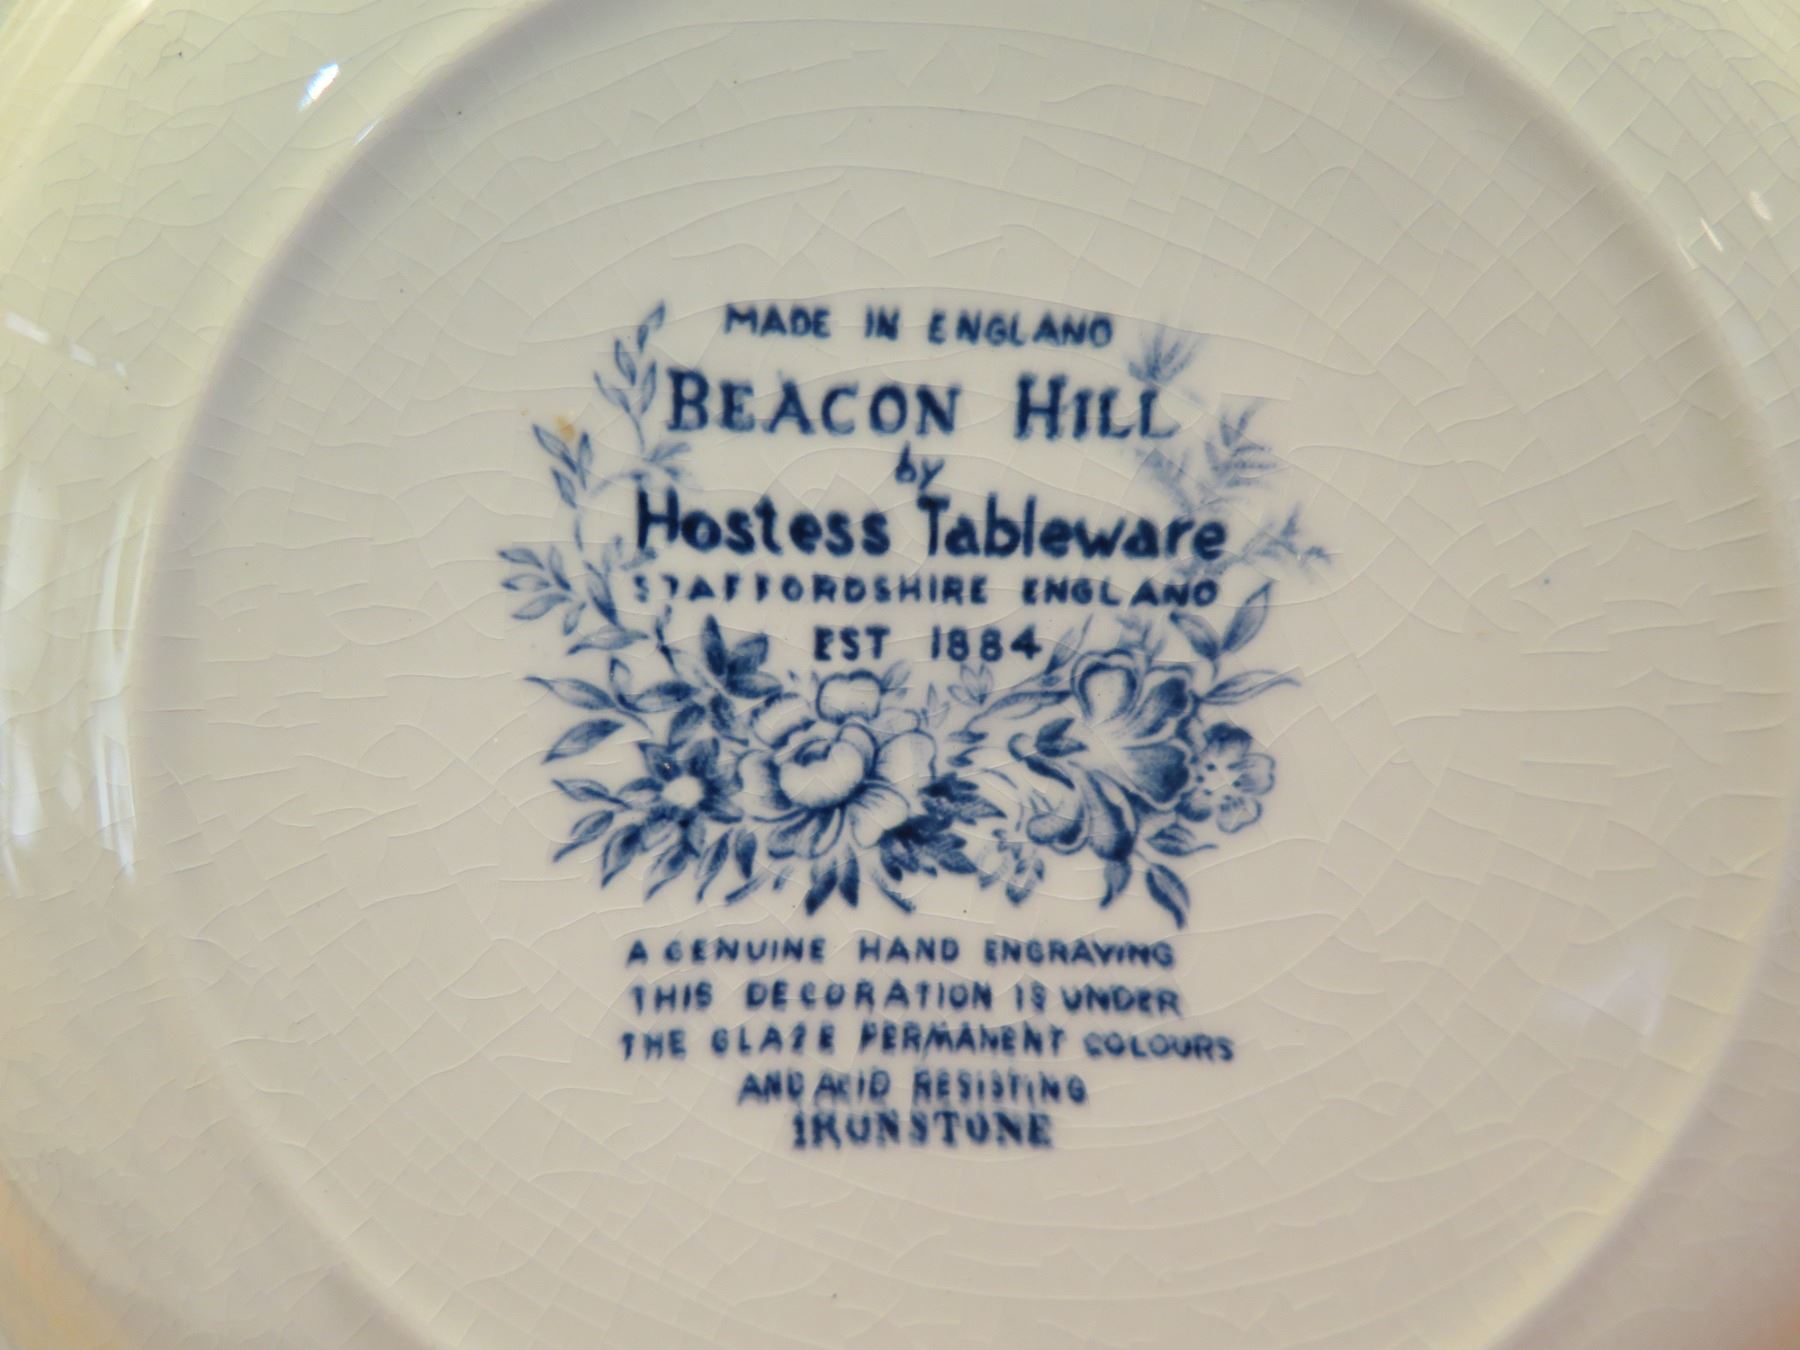 MADE IN ENGLAND
BEACON HILL
by
Hostess Tableware
STAFFORDSHIRE ENGLAND
EST 1884
A GENUINE HAND ENGRAVING
THIS DECORATION IS UNDER
THE GLAZE PERMANENT COLOURS
AND ACID RESISTING
IRONSTONE